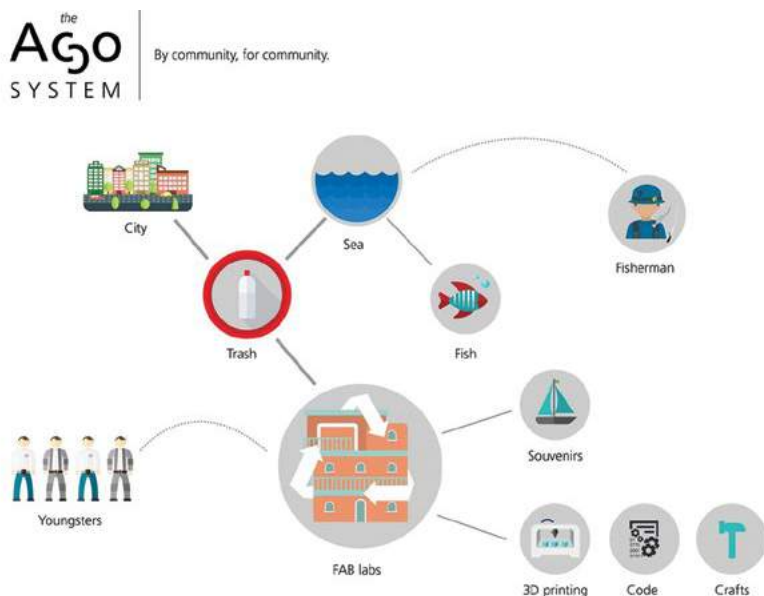 the
Ago
SYSTEM
By community, for community.
City
Sea
Fisherman
Trash
Fish
Souvenirs
Youngsters
FAB labs
3D printing
Code
Crafts